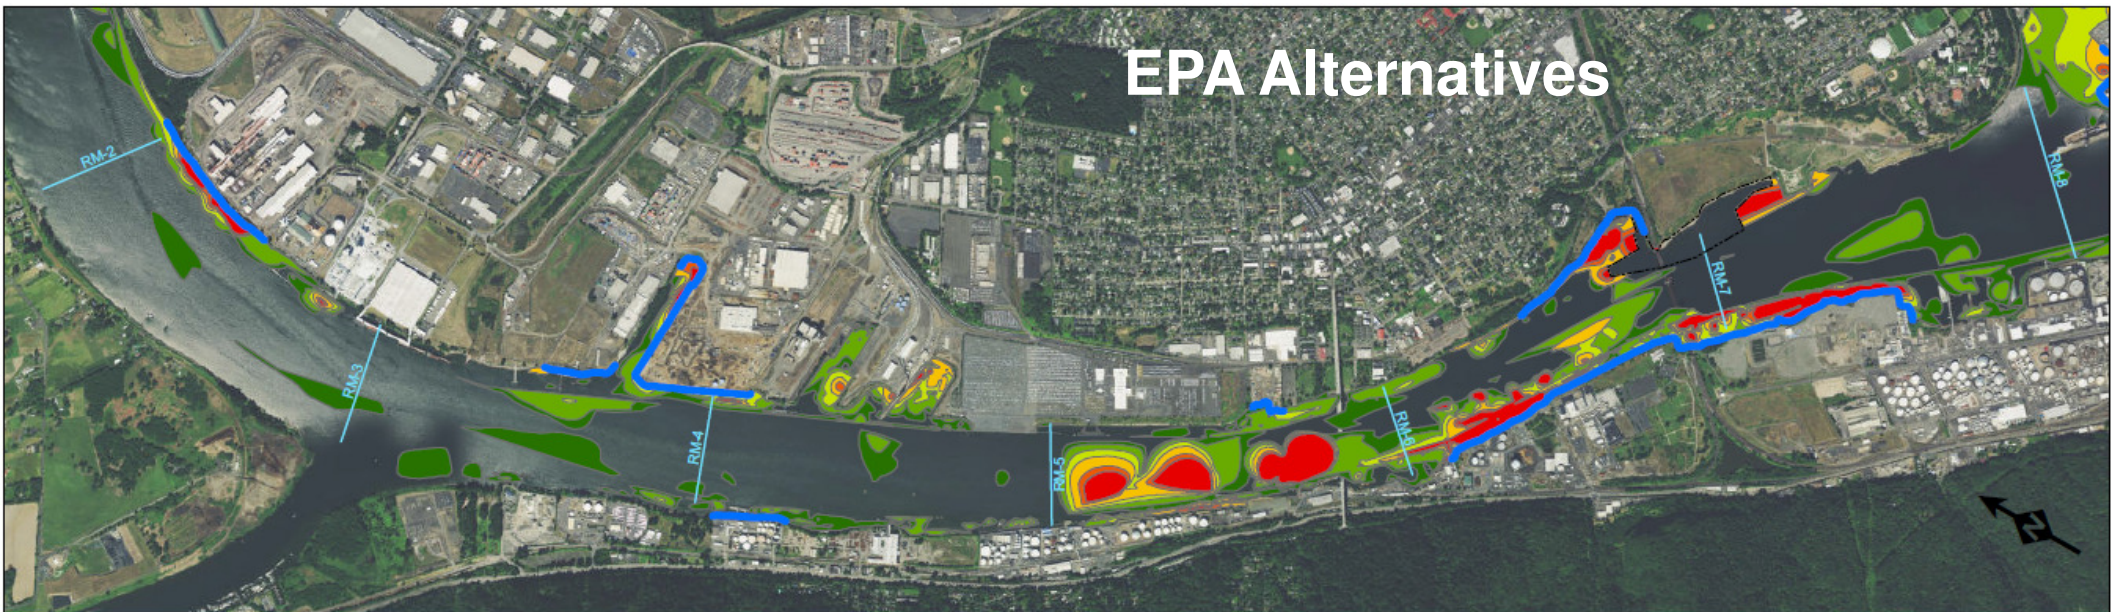 EPA Alternatives
RM-2
RM-3
RM-4
RM-5
RM-6
RM-7
RM-8
N